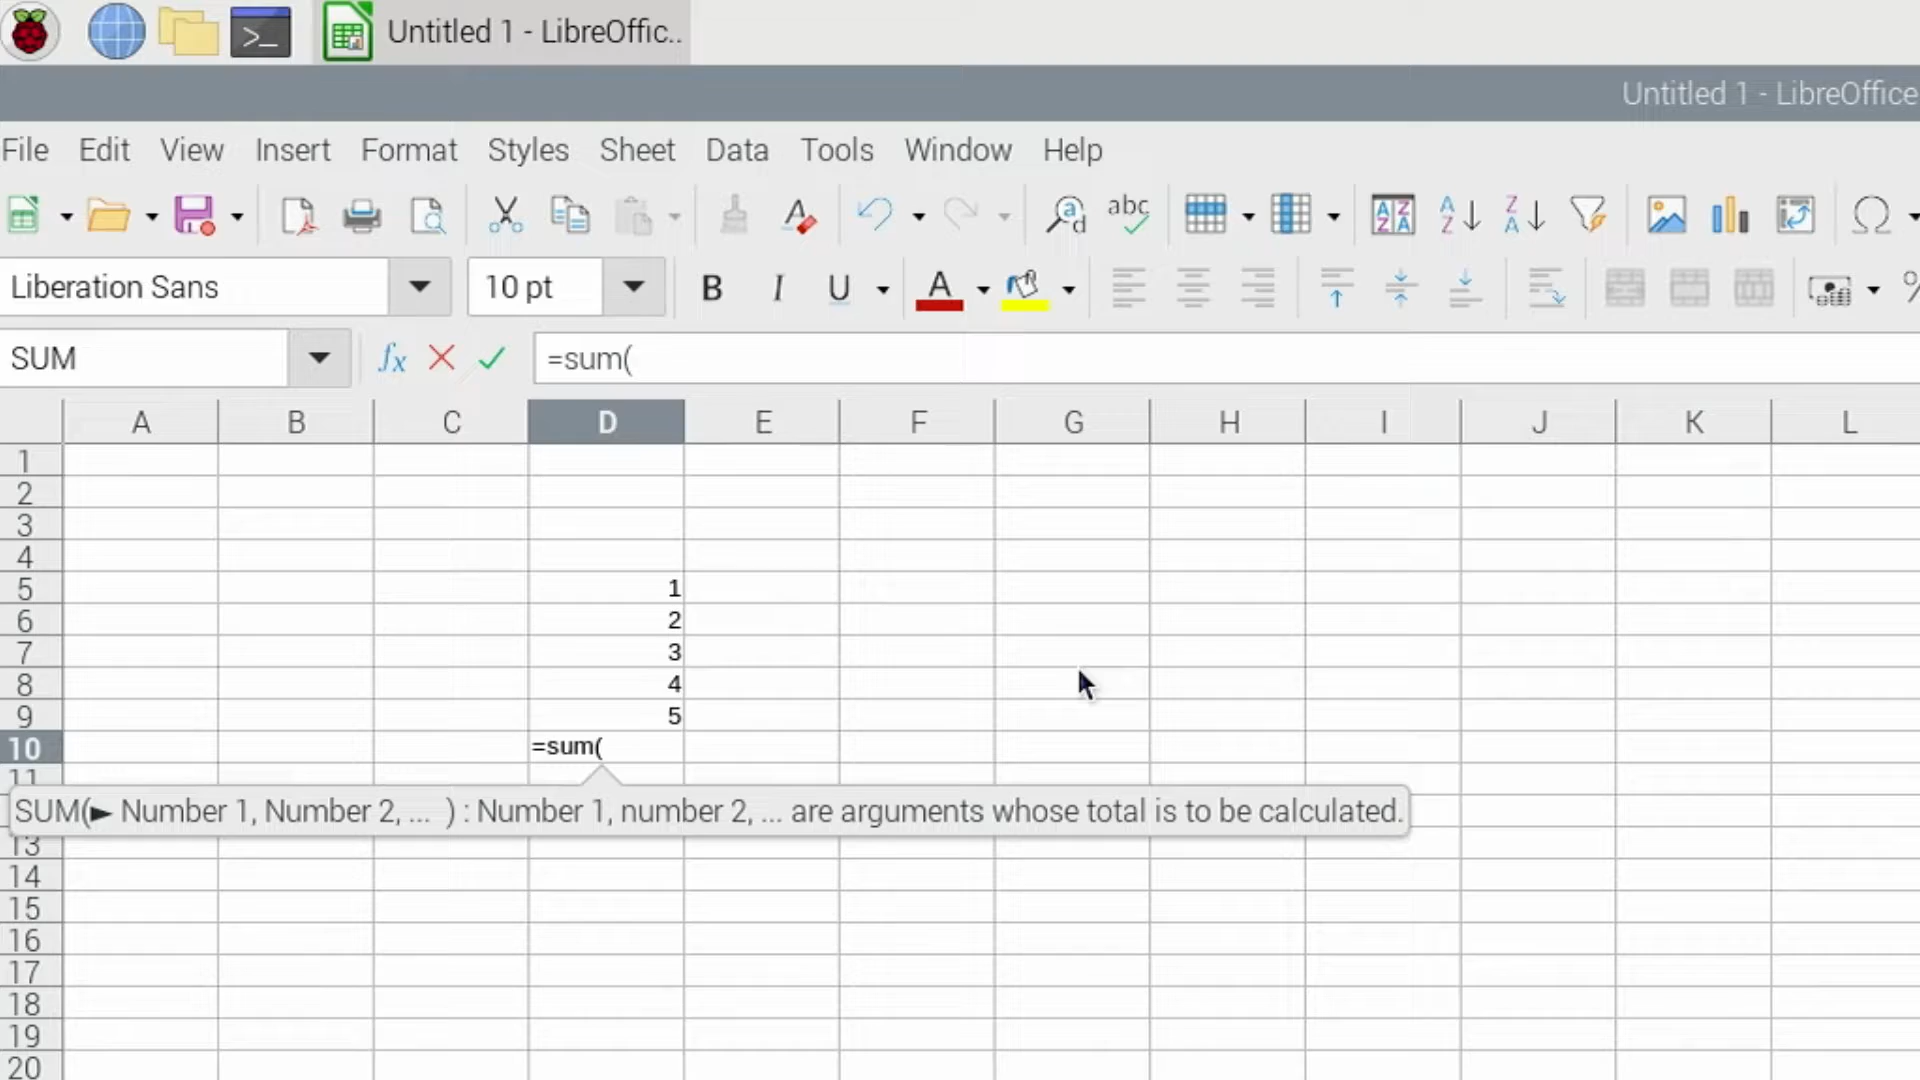 Untitled 1 - LibreOffic..
Untitled 1 - LibreOffice
File Edit View Insert Format Styles Sheet Data Tools Window Help
abc
Liberation Sans 10 pt B I U A %
SUM fx =sum(
A B C D E F G H I J K L
1
2
3
4
5 1
6 2
7 3
8 4
9 5
10 =sum(
11
SUM(► Number 1, Number 2, ... ) : Number 1, number 2, ... are arguments whose total is to be calculated.
13
14
15
16
17
18
19
20